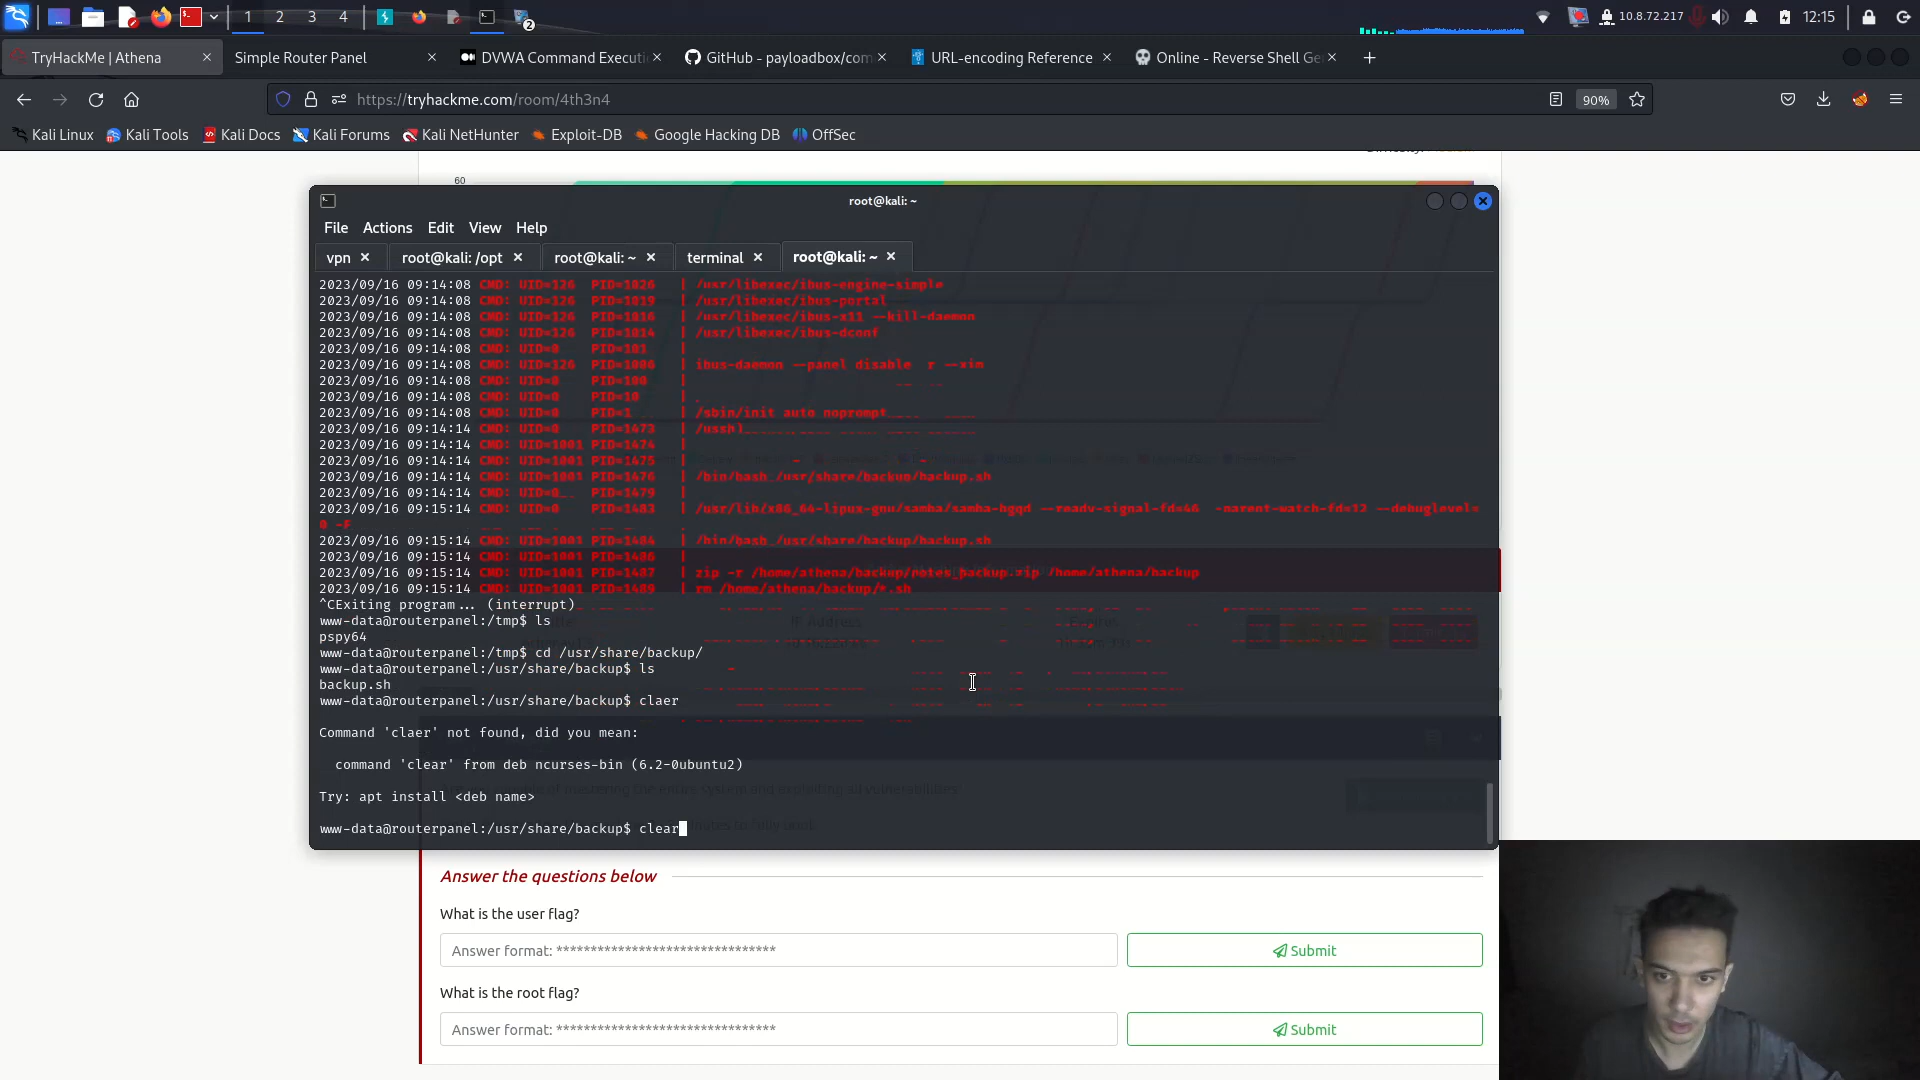 1 2 3 4 2 10.8.72.217 12:15
TryHackMe | Athena Simple Router Panel DVWA Command Executi GitHub - payloadbox/com URL-encoding Reference Online - Reverse Shell Ge
https://tryhackme.com/room/4th3n4 90%
Kali Linux Kali Tools Kali Docs Kali Forums Kali NetHunter Exploit-DB Google Hacking DB OffSec
60
root@kali: ~
File Actions Edit View Help
vpn root@kali: /opt root@kali: ~ terminal root@kali: ~
2023/09/16 09:14:08 CMD: UID=126 PID=1026 | /usr/libexec/ibus-engine-simple
2023/09/16 09:14:08 CMD: UID=126 PID=1019 | /usr/libexec/ibus-portal
2023/09/16 09:14:08 CMD: UID=126 PID=1016 | /usr/libexec/ibus-x11 --kill-daemon
2023/09/16 09:14:08 CMD: UID=126 PID=1014 | /usr/libexec/ibus-dconf
2023/09/16 09:14:08 CMD: UID=0 PID=101 |
2023/09/16 09:14:08 CMD: UID=126 PID=1006 | ibus-daemon --panel disable r --xim
2023/09/16 09:14:08 CMD: UID=0 PID=100 |
2023/09/16 09:14:08 CMD: UID=0 PID=10 |
2023/09/16 09:14:08 CMD: UID=0 PID=1 | /sbin/init auto noprompt
2023/09/16 09:14:14 CMD: UID=0 PID=1473 |
2023/09/16 09:14:14 CMD: UID=1001 PID=1474 |
2023/09/16 09:14:14 CMD: UID=1001 PID=1475 |
2023/09/16 09:14:14 CMD: UID=1001 PID=1476 | /bin/bash /usr/share/backup/backup.sh
2023/09/16 09:14:14 CMD: UID=0 PID=1479 |
2023/09/16 09:15:14 CMD: UID=0 PID=1483 | /usr/lib/x86_64-linux-gnu/samba/samba-bgqd --ready-signal-fd=46 -parent-watch-fd=12 --debuglevel=
0 -F
2023/09/16 09:15:14 CMD: UID=1001 PID=1484 | /bin/bash /usr/share/backup/backup.sh
2023/09/16 09:15:14 CMD: UID=1001 PID=1486 |
2023/09/16 09:15:14 CMD: UID=1001 PID=1487 | zip -r /home/athena/backup/notes_backup.zip /home/athena/backup
2023/09/16 09:15:14 CMD: UID=1001 PID=1489 | rm /home/athena/backup/*.sh
^CExiting program... (interrupt)
www-data@routerpanel:/tmp$ ls
pspy64
www-data@routerpanel:/tmp$ cd /usr/share/backup/
www-data@routerpanel:/usr/share/backup$ ls
backup.sh
www-data@routerpanel:/usr/share/backup$ claer
Command 'claer' not found, did you mean:
command 'clear' from deb ncurses-bin (6.2-0ubuntu2)
Try: apt install <deb name>
www-data@routerpanel:/usr/share/backup$ clear
Answer the questions below
What is the user flag?
Answer format: ********************************
Submit
What is the root flag?
Answer format: ********************************
Submit